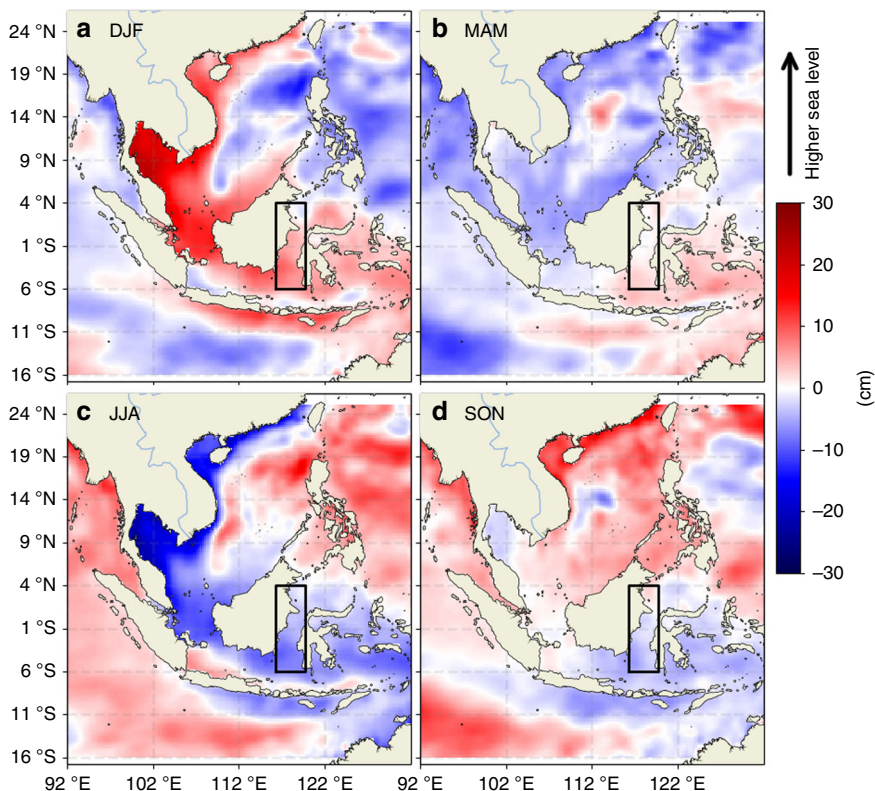 a DJF
b MAM
24 °N
19 °N
14 °N
9 °N
4 °N
1 °S
6 °S
11 °S
16 °S
Higher sea level
30
20
10
0
−10
−20
−30
(cm)
c JJA
d SON
24 °N
19 °N
14 °N
9 °N
4 °N
1 °S
6 °S
11 °S
16 °S
92 °E 102 °E 112 °E 122 °E 92 °E 102 °E 112 °E 122 °E